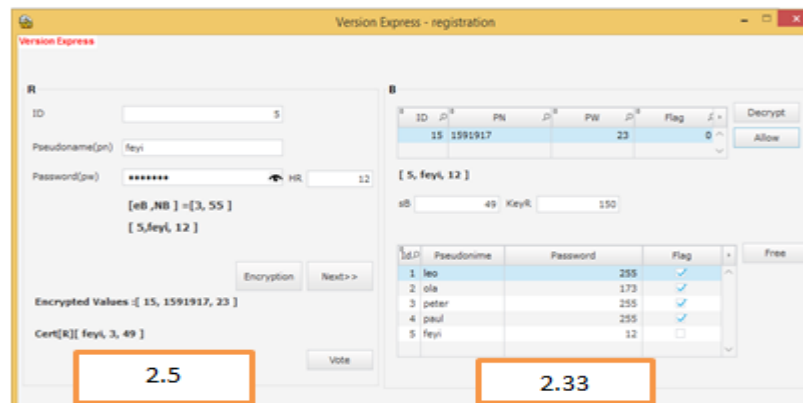 Version Express - registration
Version Express
R
ID 5
Pseudoname(pn) feyi
Password(pw) ••••••• HR 12
[eB ,NB ] =[3, 55 ]
[ 5,feyi, 12 ]
Encryption Next>>
Encrypted Values :[ 15, 1591917, 23 ]
Cert[R][ feyi, 3, 49 ]
Vote
2.5
B
ID PN PW Flag
15 1591917 23 0
Decrypt
Allow
[ 5, feyi, 12 ]
sB 49 KeyR 150
Id. Pseudonime Password Flag
1 leo 255
2 ola 173
3 peter 255
4 paul 255
5 feyi 12
Free
2.33